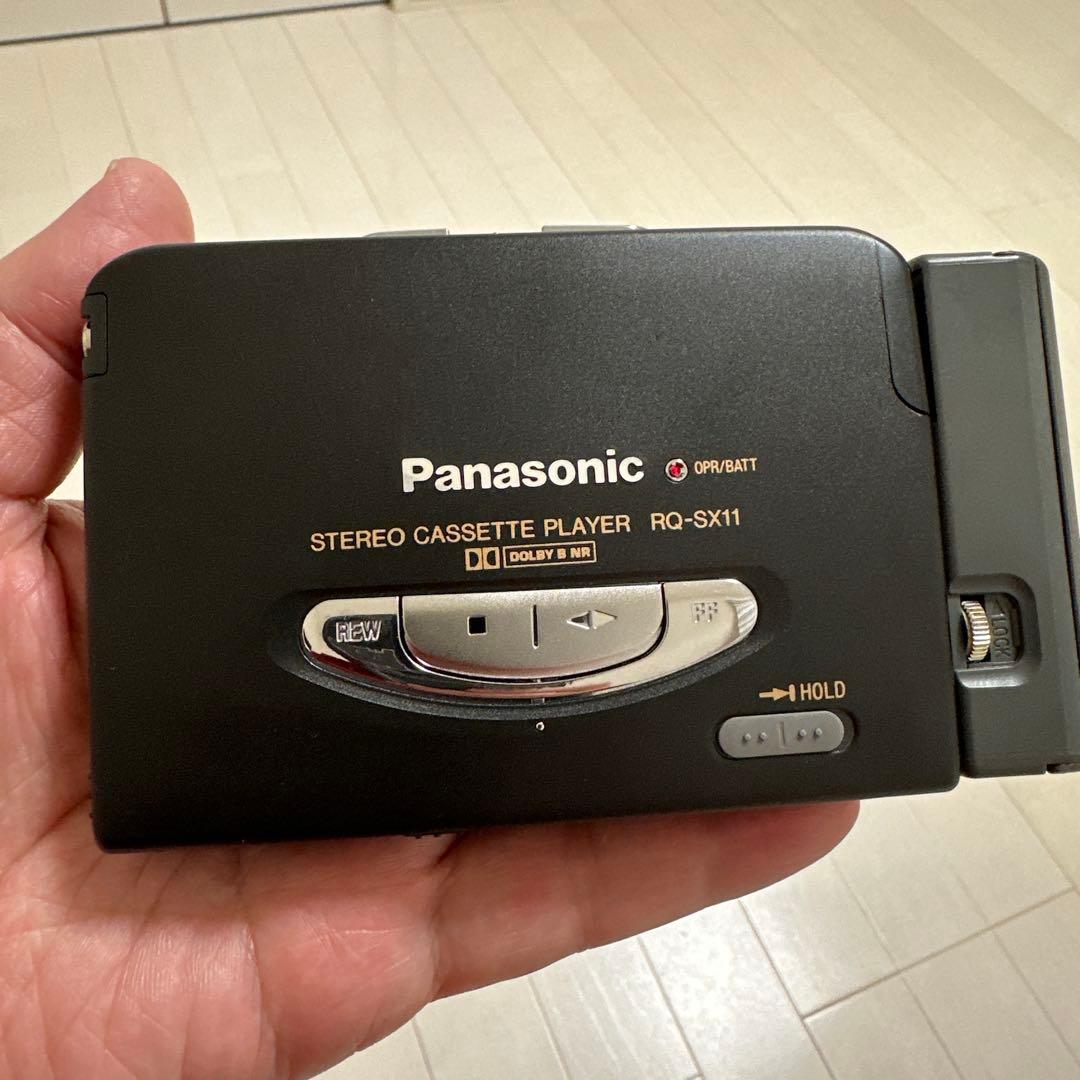 Panasonic OPR/BATT
STEREO CASSETTE PLAYER RQ-SX11
DOLBY B NR
REW FF
HOLD
LOCK